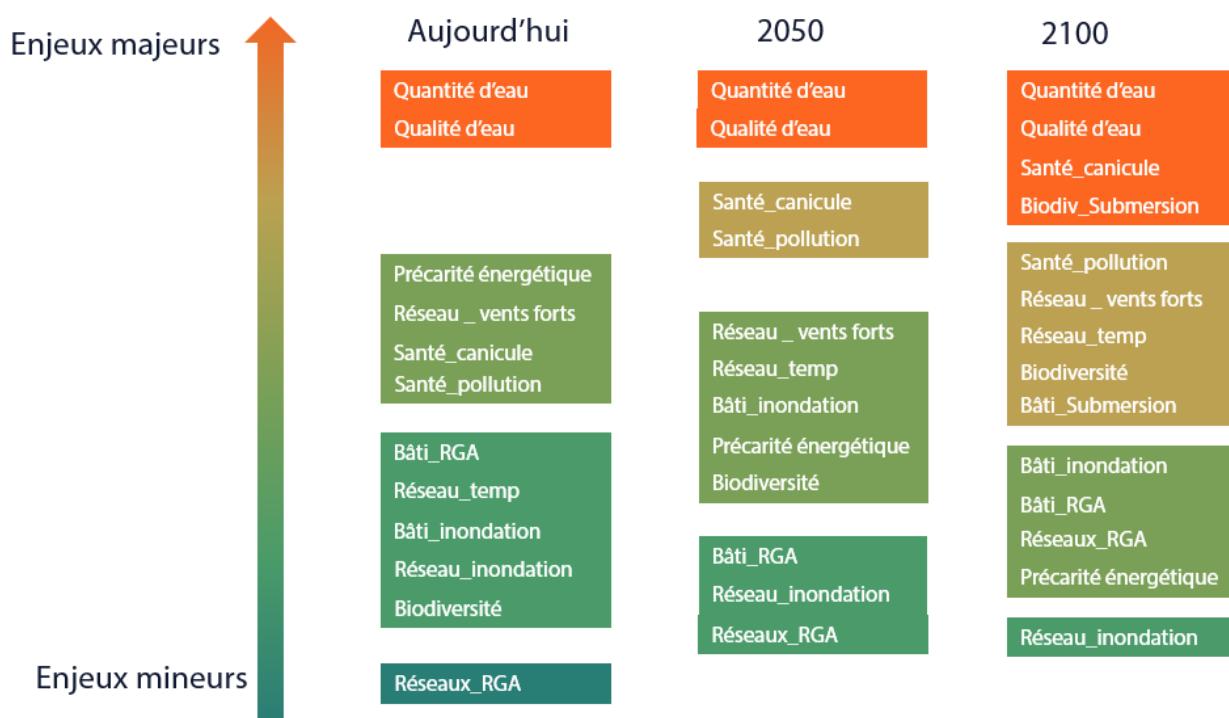 Enjeux majeurs
Aujourd’hui
Quantité d’eau
Qualité d’eau
Précarité énergétique
Réseau _ vents forts
Santé_canicule
Santé_pollution
Bâti_RGA
Réseau_temp
Bâti_inondation
Réseau_inondation
Biodiversité
Réseaux_RGA
2050
Quantité d’eau
Qualité d’eau
Santé_canicule
Santé_pollution
Réseau _ vents forts
Réseau_temp
Bâti_inondation
Précarité énergétique
Biodiversité
Bâti_RGA
Réseau_inondation
Réseaux_RGA
2100
Quantité d’eau
Qualité d’eau
Santé_canicule
Biodiv_Submersion
Santé_pollution
Réseau _ vents forts
Réseau_temp
Biodiversité
Bâti_Submersion
Bâti_inondation
Bâti_RGA
Réseaux_RGA
Précarité énergétique
Réseau_inondation
Enjeux mineurs